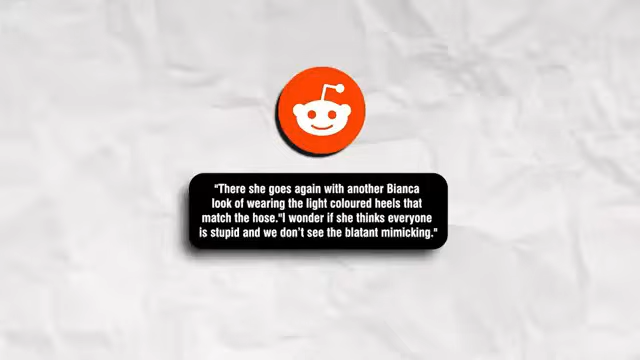 "There she goes again with another Bianca
look of wearing the light coloured heels that
match the hose."I wonder if she thinks everyone
is stupid and we don't see the blatant mimicking."